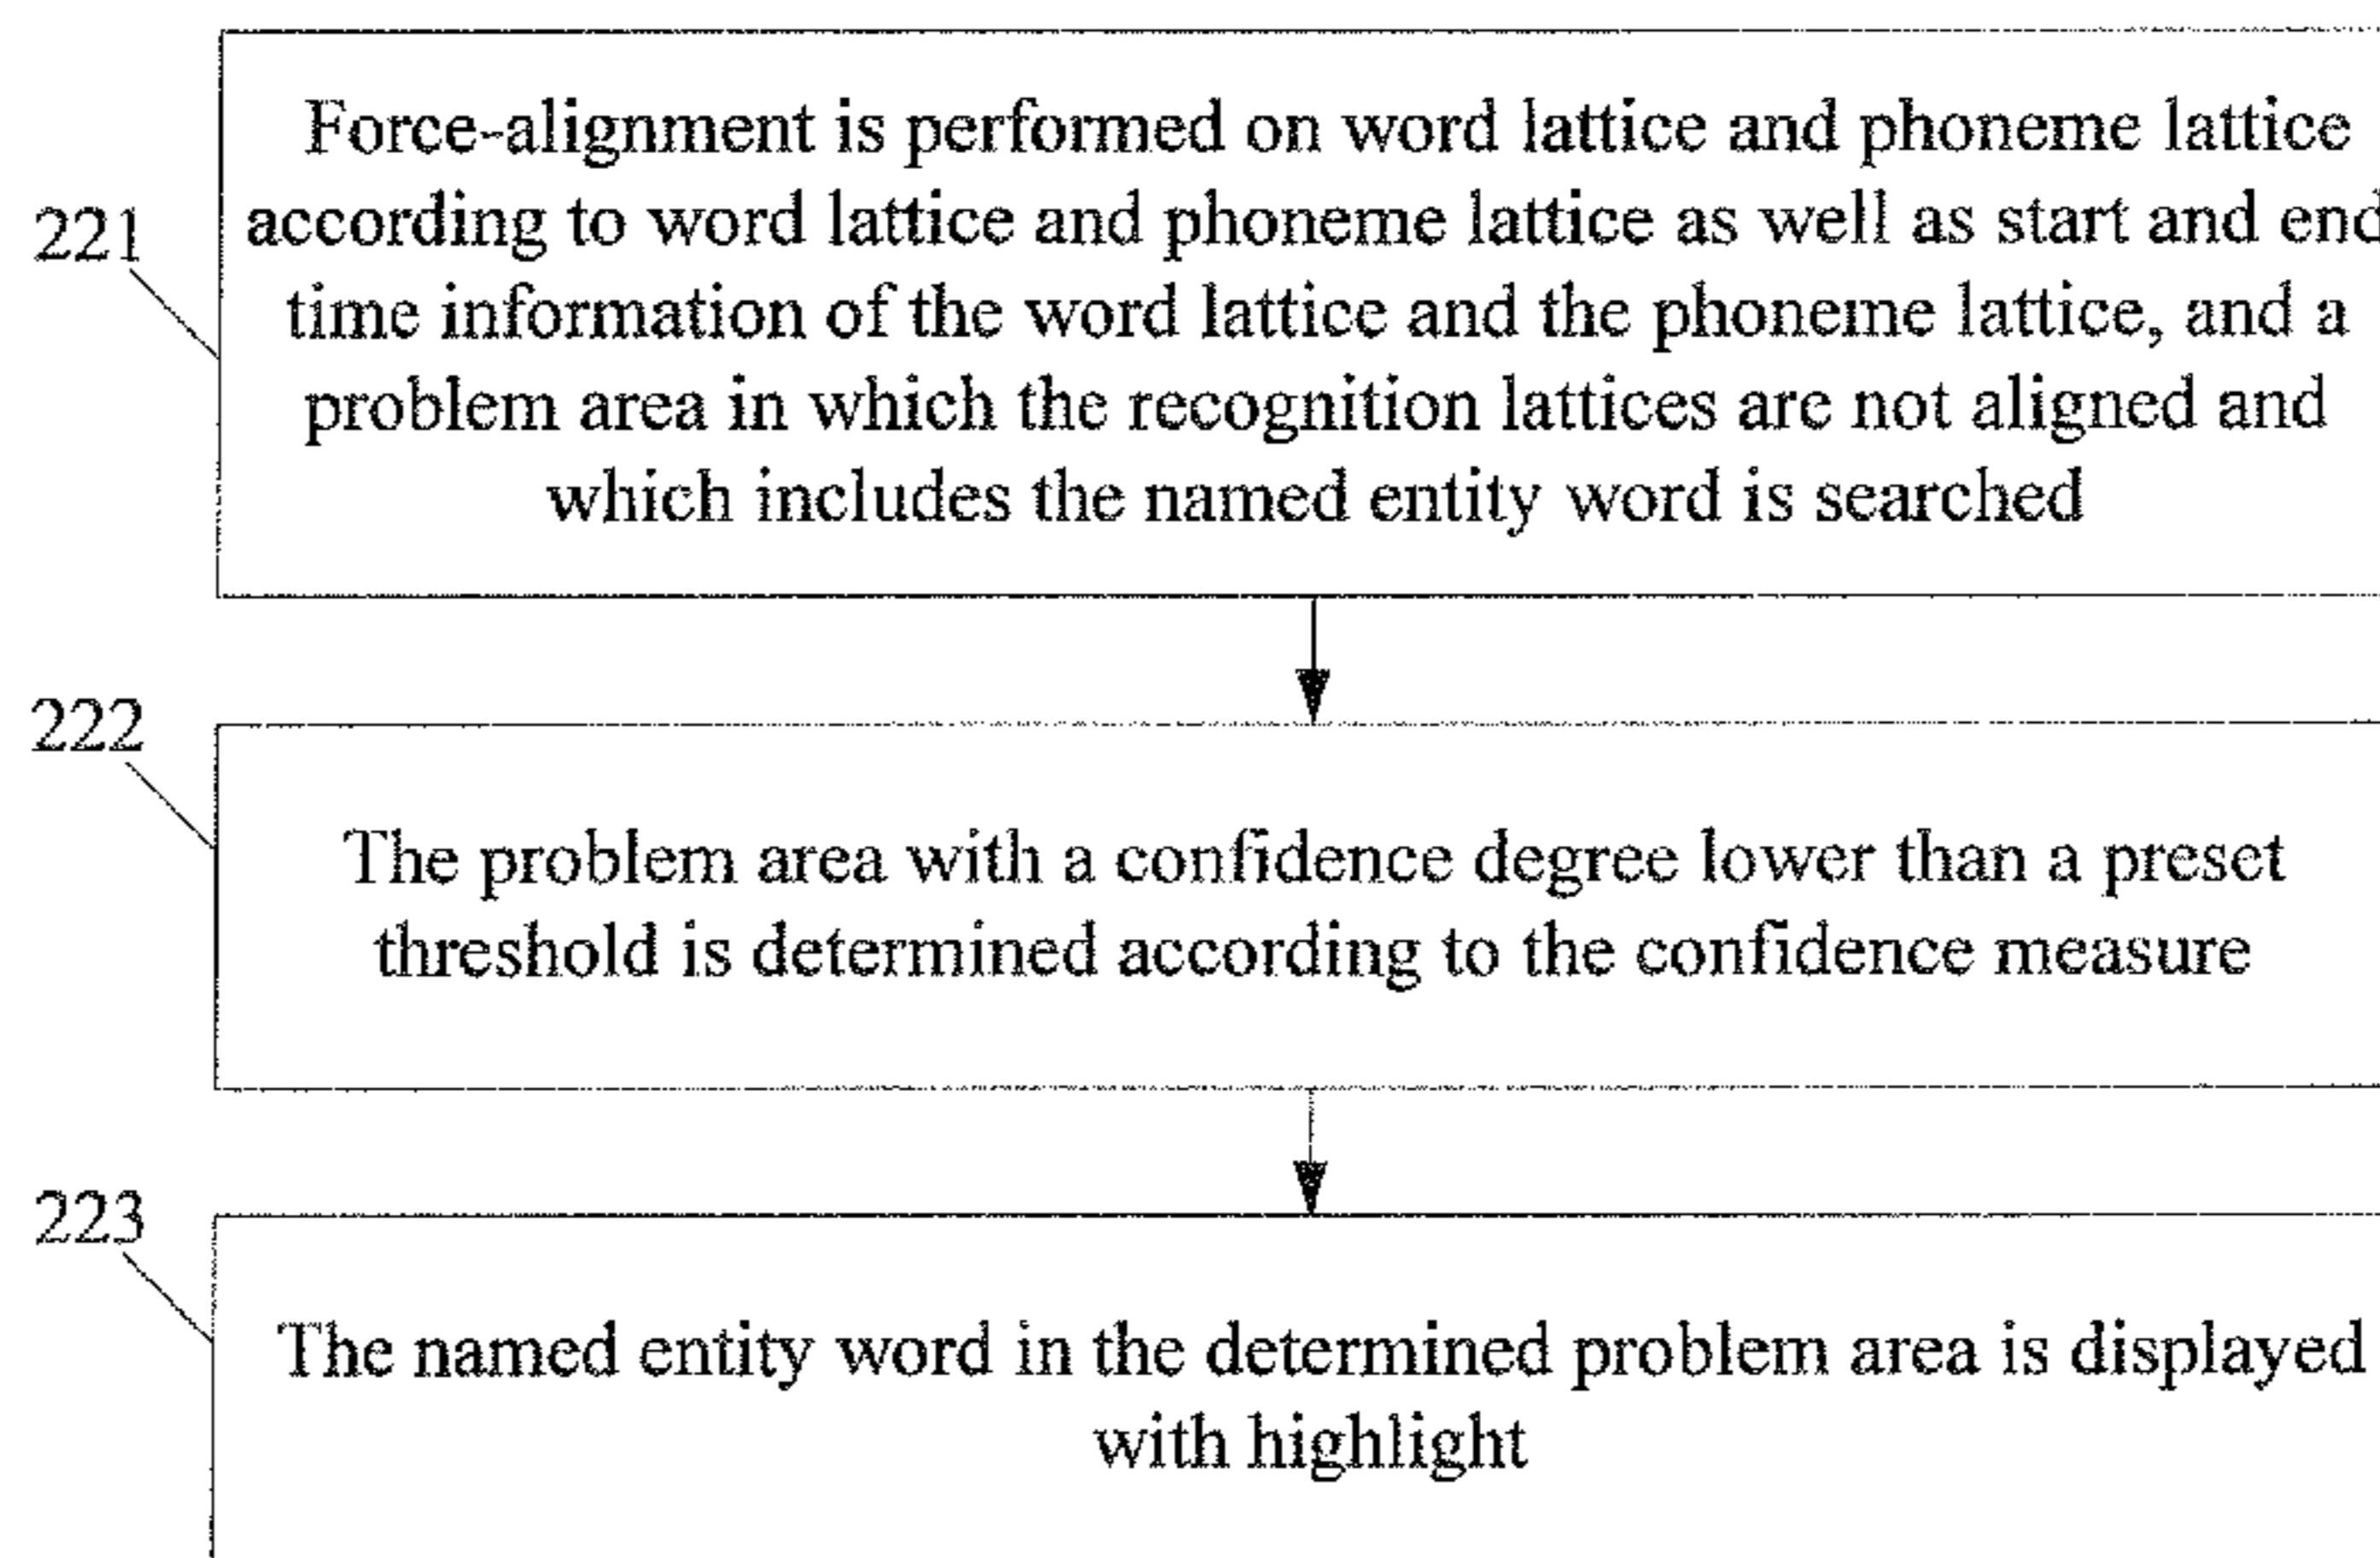 Force-alignment is performed on word lattice and phoneme lattice
221
according to word lattice and phoneme lattice as well as start and end
time information of the word lattice and the phoneme lattice, and a
problem area in which the recognition lattices are not aligned and
which includes the named entity word is searched
222
The problem area with a confidence degree lower than a preset
threshold is determined according to the confidence measure
223
The named entity word in the determined problem area is displayed
with highlight